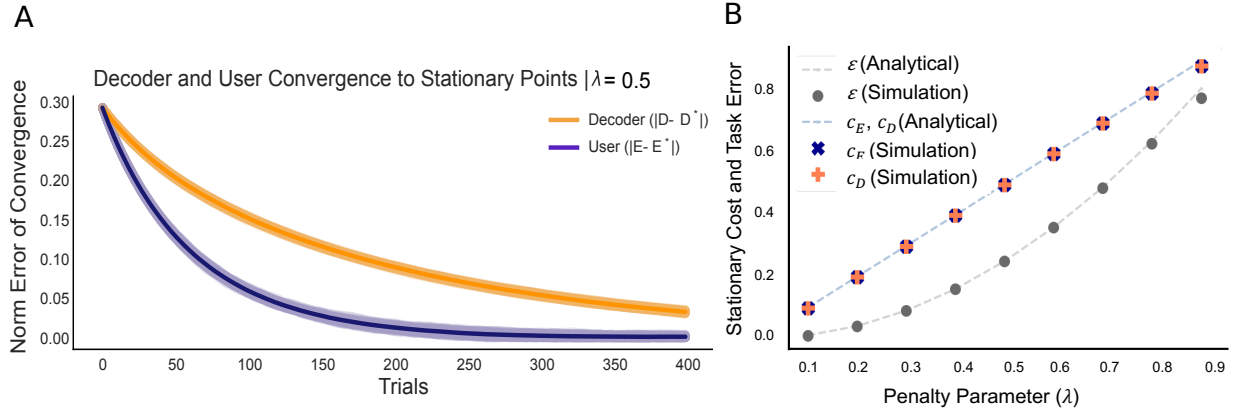 A
Decoder and User Convergence to Stationary Points | λ = 0.5
Norm Error of Convergence
0.30
0.25
0.20
0.15
0.10
0.05
0.00
Decoder (|D- D*|)
User (|E- E*|)
0 50 100 150 200 250 300 350 400
Trials
B
Stationary Cost and Task Error
0.8
0.6
0.4
0.2
0.0
ε (Analytical)
ε (Simulation)
c_E, c_D (Analytical)
c_E (Simulation)
c_D (Simulation)
0.1 0.2 0.3 0.4 0.5 0.6 0.7 0.8 0.9
Penalty Parameter (λ)